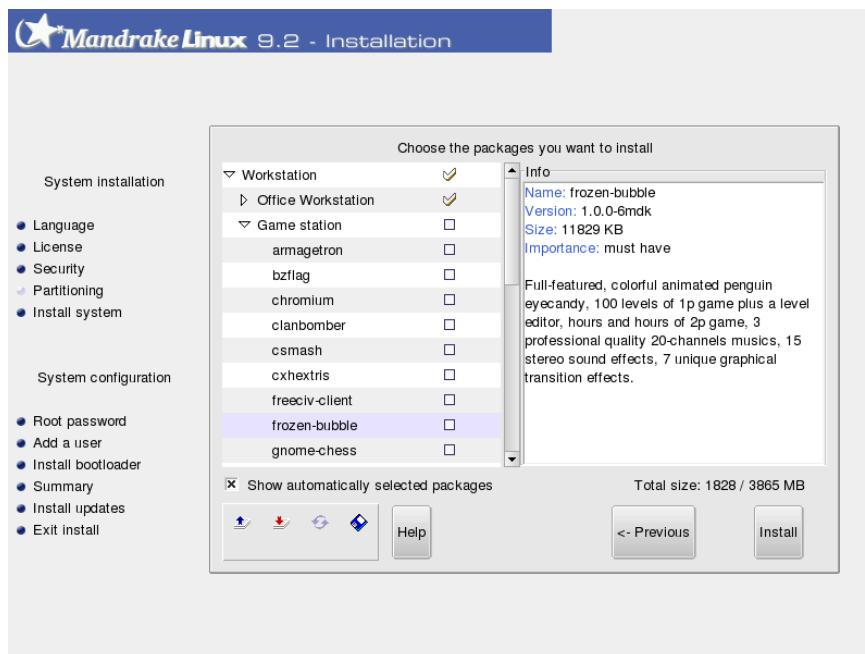 Mandrake Linux 9.2 - Installation
System installation
Language
License
Security
Partitioning
Install system
System configuration
Root password
Add a user
Install bootloader
Summary
Install updates
Exit install
Choose the packages you want to install
Workstation
Office Workstation
Game station
armagetron
bzflag
chromium
clanbomber
csmash
cxhextris
freeciv-client
frozen-bubble
gnome-chess
Info
Name: frozen-bubble
Version: 1.0.0-6mdk
Size: 11829 KB
Importance: must have
Full-featured, colorful animated penguin
eyecandy, 100 levels of 1p game plus a level
editor, hours and hours of 2p game, 3
professional quality 20-channels musics, 15
stereo sound effects, 7 unique graphical
transition effects.
Show automatically selected packages
Total size: 1828 / 3865 MB
Help
<- Previous
Install